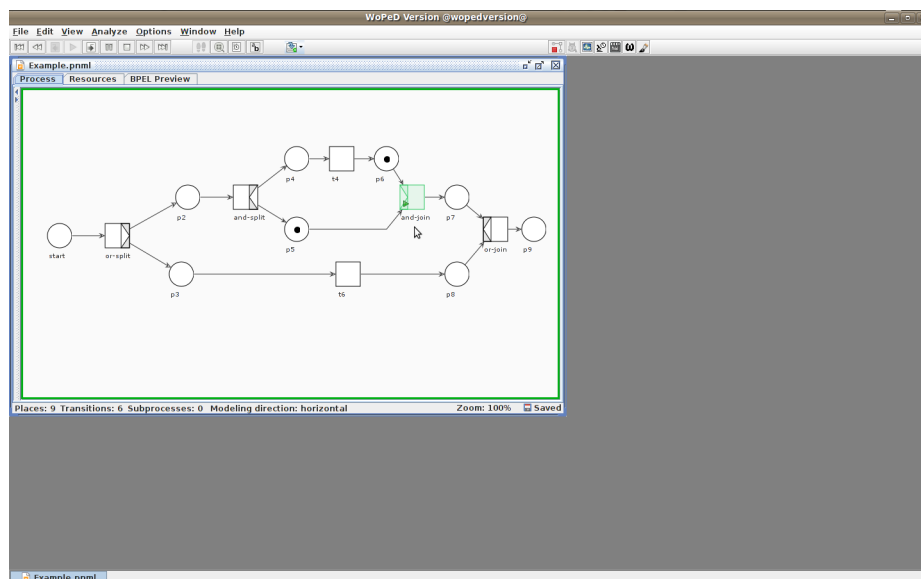 WoPeD Version @wopedversion@
File Edit View Analyze Options Window Help
Example.pnml
Process Resources BPEL Preview
p4 t4 p6
p2 and-split and-join p7
p5
start or-split or-join p9
p3 t6 p8
Places: 9 Transitions: 6 Subprocesses: 0 Modeling direction: horizontal Zoom: 100% Saved
Example.pnml